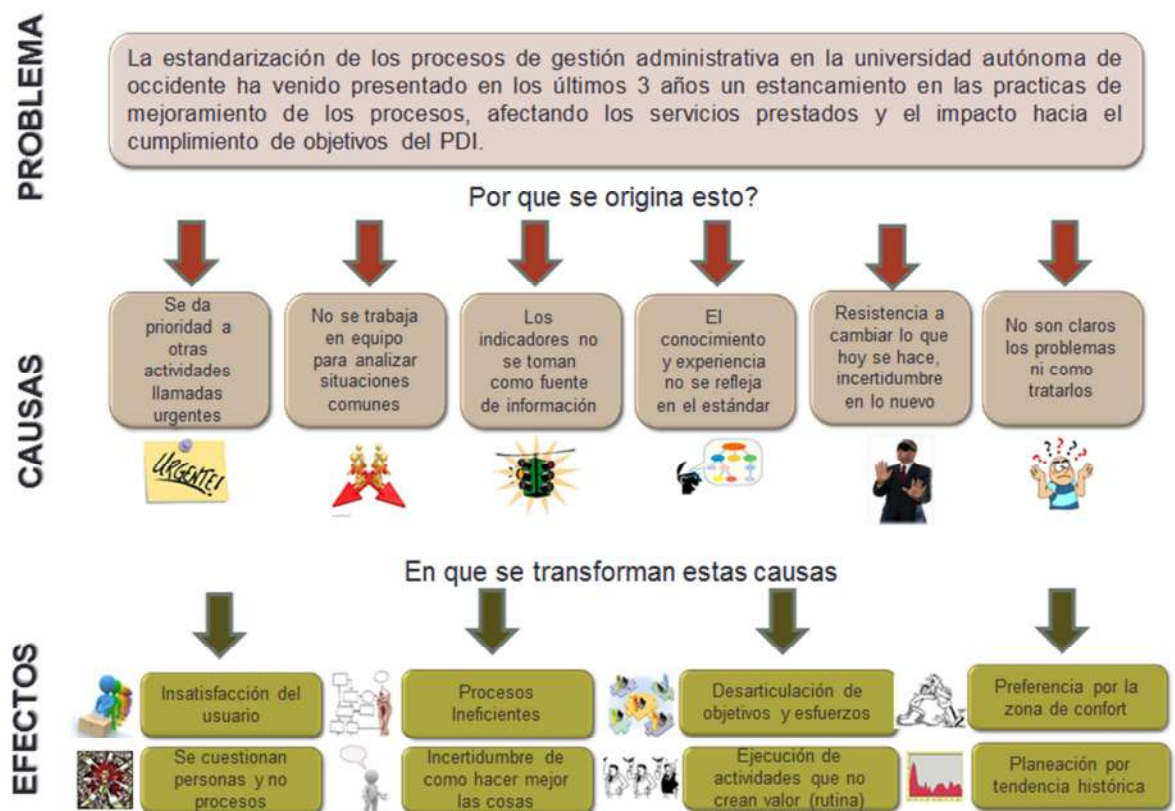 PROBLEMA
La estandarización de los procesos de gestión administrativa en la universidad autónoma de
occidente ha venido presentado en los últimos 3 años un estancamiento en las practicas de
mejoramiento de los procesos, afectando los servicios prestados y el impacto hacia el
cumplimiento de objetivos del PDI.
Por que se origina esto?
CAUSAS
Se da
prioridad a
otras
actividades
llamadas
urgentes
No se trabaja
en equipo
para analizar
situaciones
comunes
Los
indicadores no
se toman
como fuente
de información
El
conocimiento
y experiencia
no se refleja
en el estándar
Resistencia a
cambiar lo que
hoy se hace,
incertidumbre
en lo nuevo
No son claros
los problemas
ni como
tratarlos
URGENTE!
En que se transforman estas causas
EFECTOS
Insatisfacción del
usuario
Procesos
Ineficientes
Desarticulación de
objetivos y esfuerzos
Preferencia por la
zona de confort
Se cuestionan
personas y no
procesos
Incertidumbre de
como hacer mejor
las cosas
Ejecución de
actividades que no
crean valor (rutina)
Planeación por
tendencia histórica